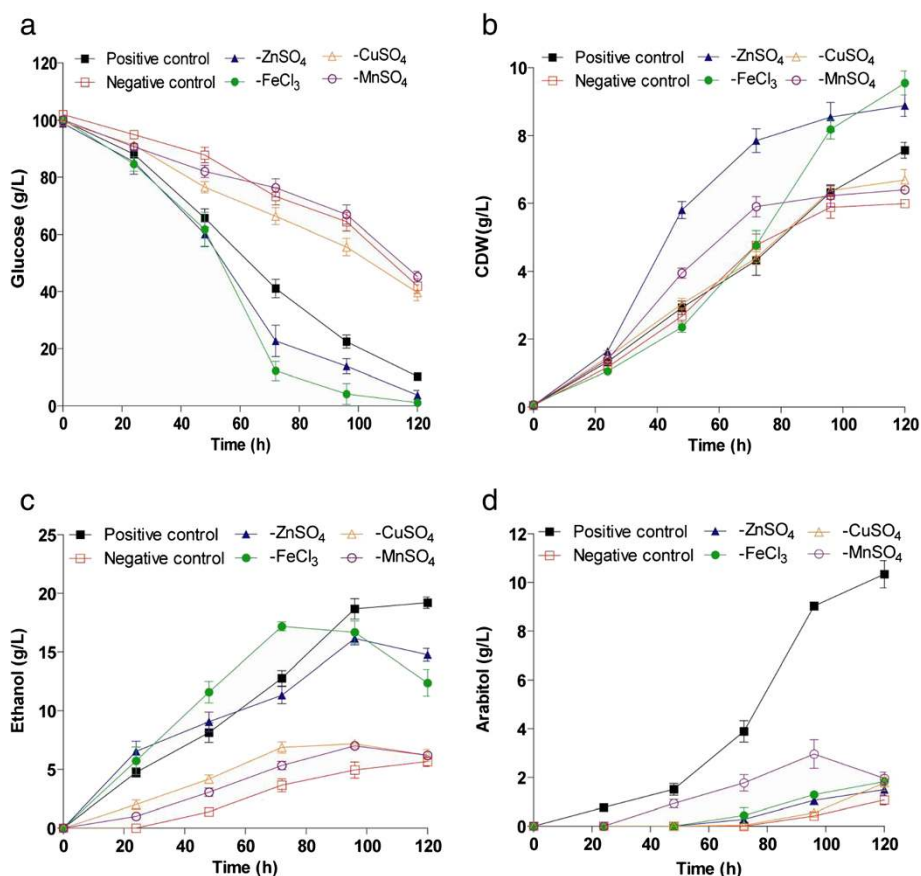 a
Positive control -ZnSO₄ -CuSO₄
Negative control -FeCl₃ -MnSO₄
120
100
80
60
40
20
0
Glucose (g/L)
0 20 40 60 80 100 120
Time (h)
b
Positive control -ZnSO₄ -CuSO₄
Negative control -FeCl₃ -MnSO₄
10
8
6
4
2
0
CDW(g/L)
0 20 40 60 80 100 120
Time (h)
c
Positive control -ZnSO₄ -CuSO₄
Negative control -FeCl₃ -MnSO₄
25
20
15
10
5
0
Ethanol (g/L)
0 20 40 60 80 100 120
Time (h)
d
Positive control -ZnSO₄ -CuSO₄
Negative control -FeCl₃ -MnSO₄
12
10
8
6
4
2
0
Arabitol (g/L)
0 20 40 60 80 100 120
Time (h)